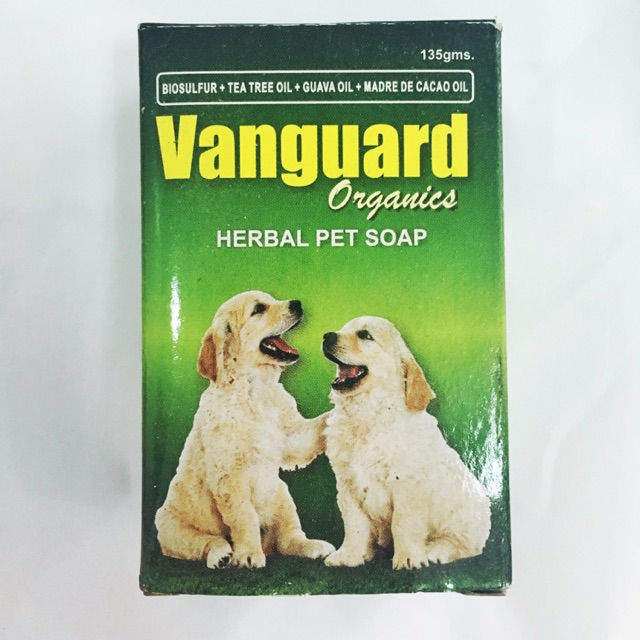 135gms.
BIOSULFUR + TEA TREE OIL + GUAVA OIL + MADRE DE CACAO OIL
Vanguard
Organics
HERBAL PET SOAP